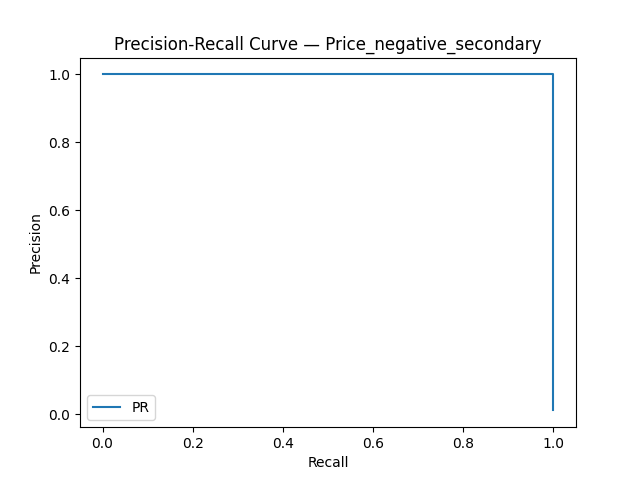 Precision-Recall Curve — Price_negative_secondary
1.0
0.8
0.6
0.4
0.2
0.0
Precision
PR
0.0 0.2 0.4 0.6 0.8 1.0
Recall